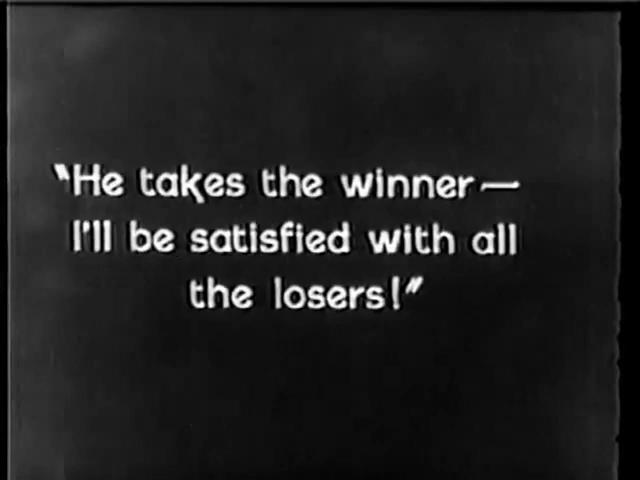 "He takes the winner—
I'll be satisfied with all
the losers!"